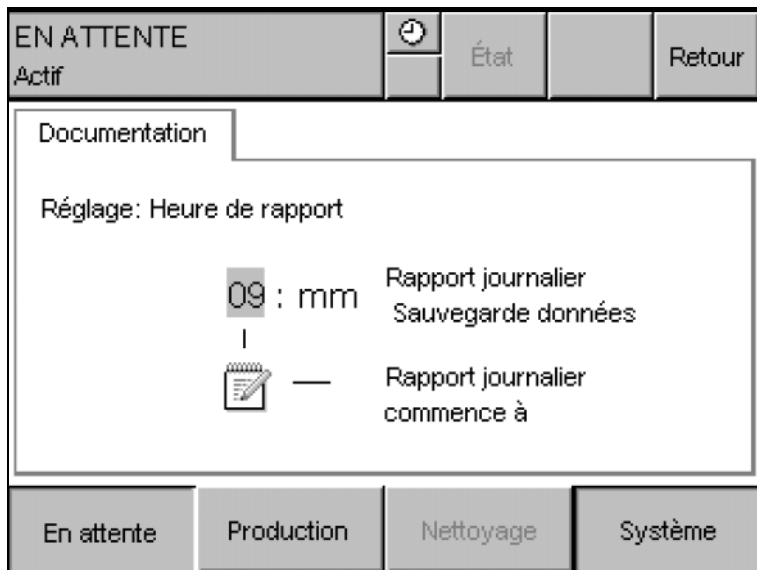 EN ATTENTE
Actif
État
Retour
Documentation
Réglage: Heure de rapport
09 : mm
Rapport journalier
Sauvegarde données
Rapport journalier
commence à
En attente
Production
Nettoyage
Système